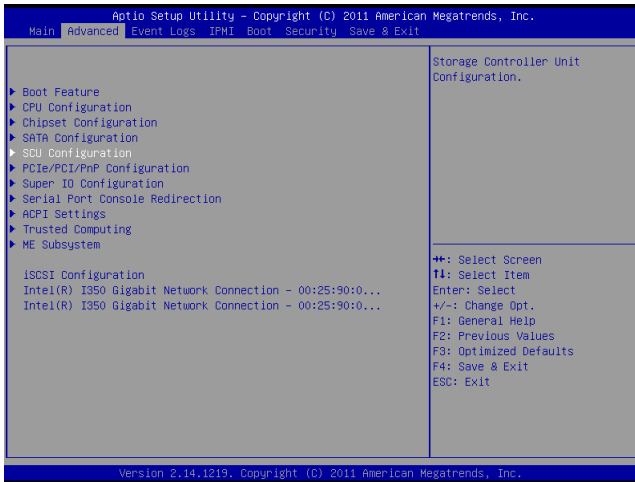 Aptio Setup Utility – Copyright (C) 2011 American Megatrends, Inc.
Main Advanced Event Logs IPMI Boot Security Save & Exit
Boot Feature
CPU Configuration
Chipset Configuration
SATA Configuration
SCU Configuration
PCIe/PCI/PnP Configuration
Super IO Configuration
Serial Port Console Redirection
ACPI Settings
Trusted Computing
ME Subsystem
iSCSI Configuration
Intel(R) I350 Gigabit Network Connection – 00:25:90:0...
Intel(R) I350 Gigabit Network Connection – 00:25:90:0...
Storage Controller Unit
Configuration.
→←: Select Screen
↑↓: Select Item
Enter: Select
+/–: Change Opt.
F1: General Help
F2: Previous Values
F3: Optimized Defaults
F4: Save & Exit
ESC: Exit
Version 2.14.1219. Copyright (C) 2011 American Megatrends, Inc.